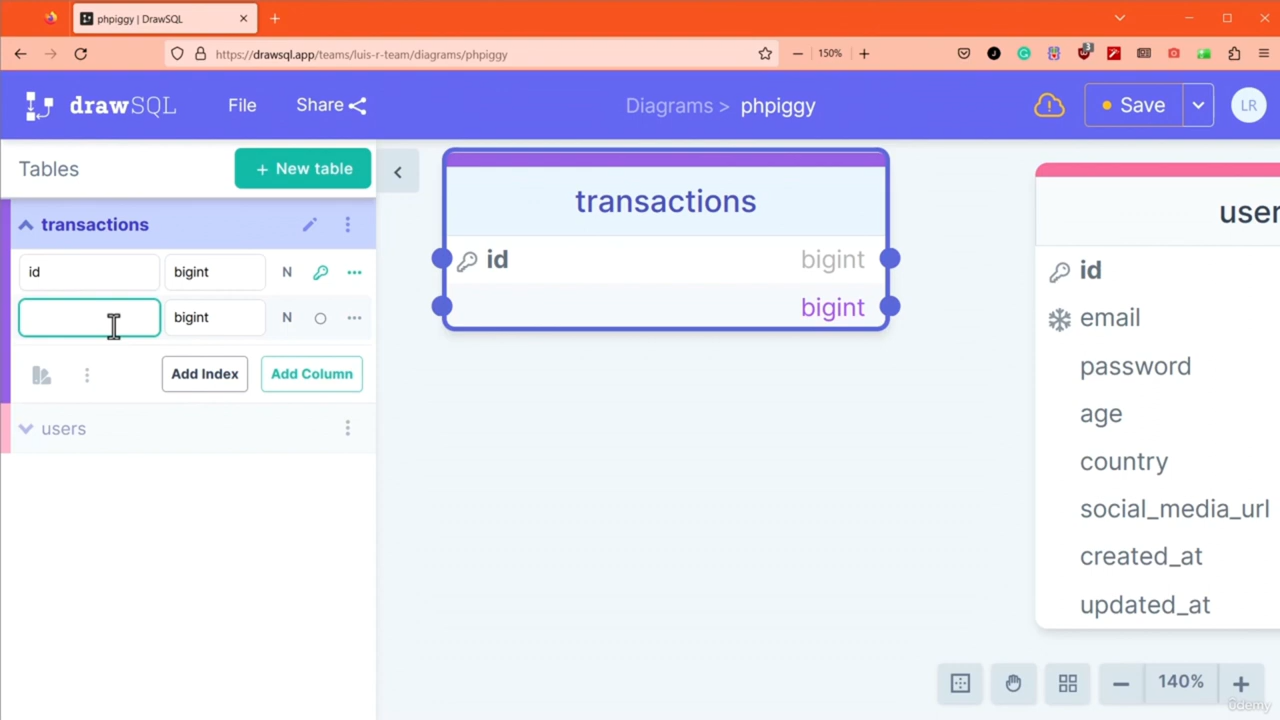 phpiggy | DrawSQL
https://drawsql.app/teams/luis-r-team/diagrams/phpiggy
150%
3
drawSQL
File
Share
Diagrams > phpiggy
Save
LR
Tables
+ New table
transactions
id bigint N
bigint N
Add Index
Add Column
users
transactions
id bigint
bigint
user
id
email
password
age
country
social_media_url
created_at
updated_at
140%
ûdemy